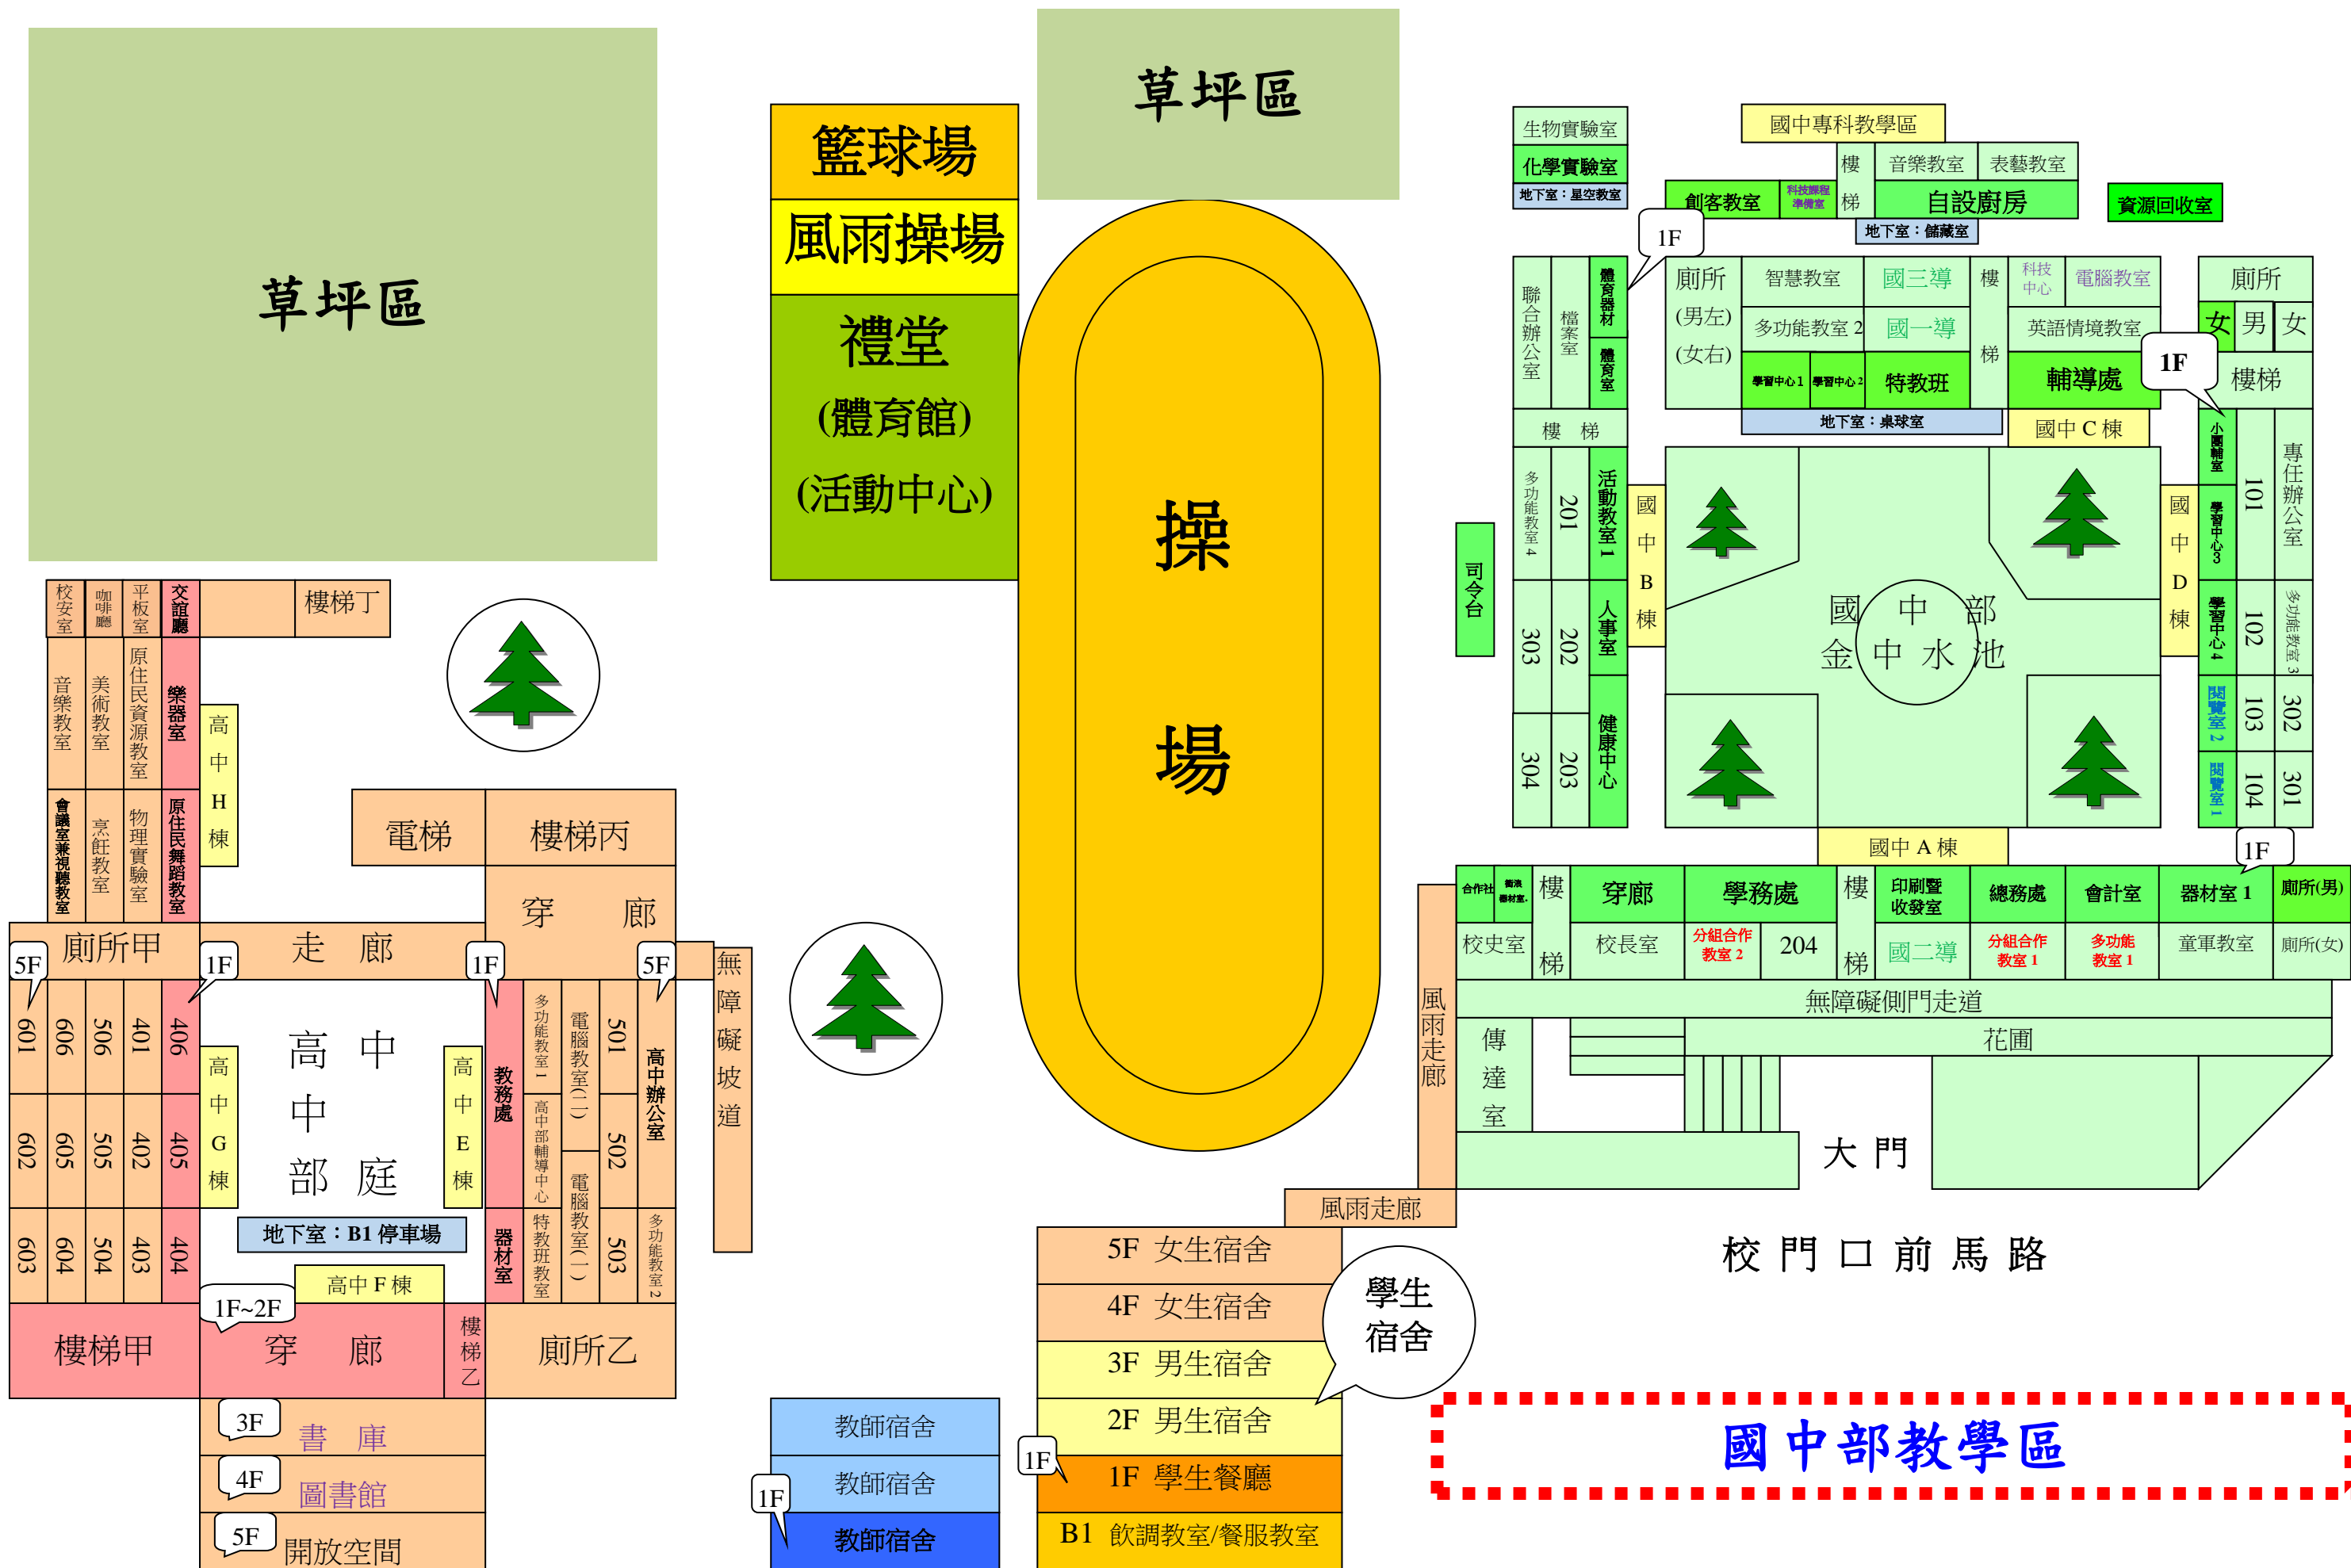 草坪區
草坪區
籃球場
風雨操場
禮堂
(體育館)
(活動中心)
操
場
生物實驗室
化學實驗室
地下室：星空教室
國中專科教學區
樓
梯
音樂教室
表藝教室
創客教室
科技課程
準備室
自設廚房
地下室：儲藏室
資源回收室
1F
聯合辦公室
檔案室
體育器材
體育室
廁所
(男左)
(女右)
智慧教室
國三導
樓
梯
科技
中心
電腦教室
多功能教室 2
國一導
英語情境教室
學習中心 1
學習中心 2
特教班
輔導處
地下室：桌球室
國中 C 棟
廁所
女
男
女
1F
樓梯
樓 梯
多功能教室 4
201
活動教室 1
303
202
人事室
304
203
健康中心
國中 B 棟
司令台
國 中 部
金 中 水 池
國中 D 棟
小團輔室
101
專任辦公室
學習中心 3
學習中心 4
102
多功能教室 3
閱覽室 2
103
302
閱覽室 1
104
301
國中 A 棟
1F
合作社
衝浪
器材室.
樓
梯
穿廊
學務處
樓
梯
印刷暨
收發室
總務處
會計室
器材室 1
廁所(男)
校史室
校長室
分組合作
教室 2
204
國二導
分組合作
教室 1
多功能
教室 1
童軍教室
廁所(女)
無障礙側門走道
花圃
傳達室
風雨走廊
大門
風雨走廊
校門口前馬路
國中部教學區
校安室
咖啡廳
平板室
交誼廳
樓梯丁
音樂教室
美術教室
原住民資源教室
樂器室
高中 H 棟
會議室兼視聽教室
烹飪教室
物理實驗室
原住民舞蹈教室
電梯
樓梯丙
穿 廊
廁所甲
走 廊
5F
1F
1F
5F
無障礙坡道
601
606
506
401
406
602
605
505
402
405
603
604
504
403
404
高中 G 棟
高 中
中
部 庭
高中 E 棟
教務處
器材室
多功能教室 1
高中部輔導中心
特教班教室
電腦教室(二)
電腦教室(一)
501
502
503
高中辦公室
多功能教室 2
地下室：B1 停車場
高中 F 棟
1F~2F
樓梯甲
穿 廊
樓梯乙
廁所乙
3F
書 庫
4F
圖書館
5F
開放空間
教師宿舍
教師宿舍
1F
教師宿舍
5F 女生宿舍
4F 女生宿舍
3F 男生宿舍
2F 男生宿舍
1F
1F 學生餐廳
B1 飲調教室/餐服教室
學生
宿舍